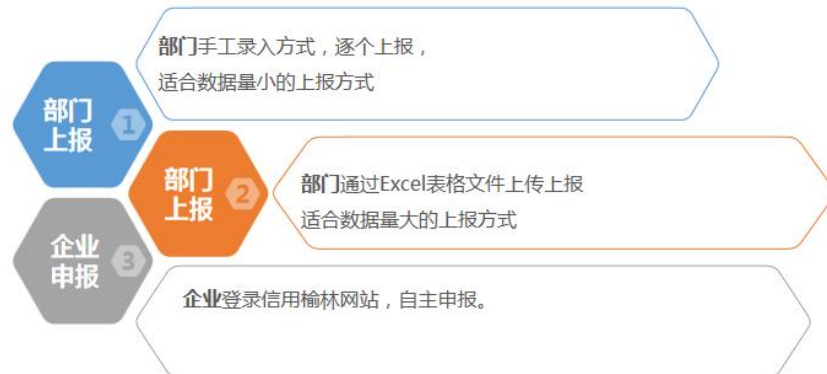 部门手工录入方式，逐个上报，
适合数据量小的上报方式
部门
上报
1
部门
上报
2
部门通过Excel表格文件上传上报
适合数据量大的上报方式
企业
申报
3
企业登录信用榆林网站，自主申报。